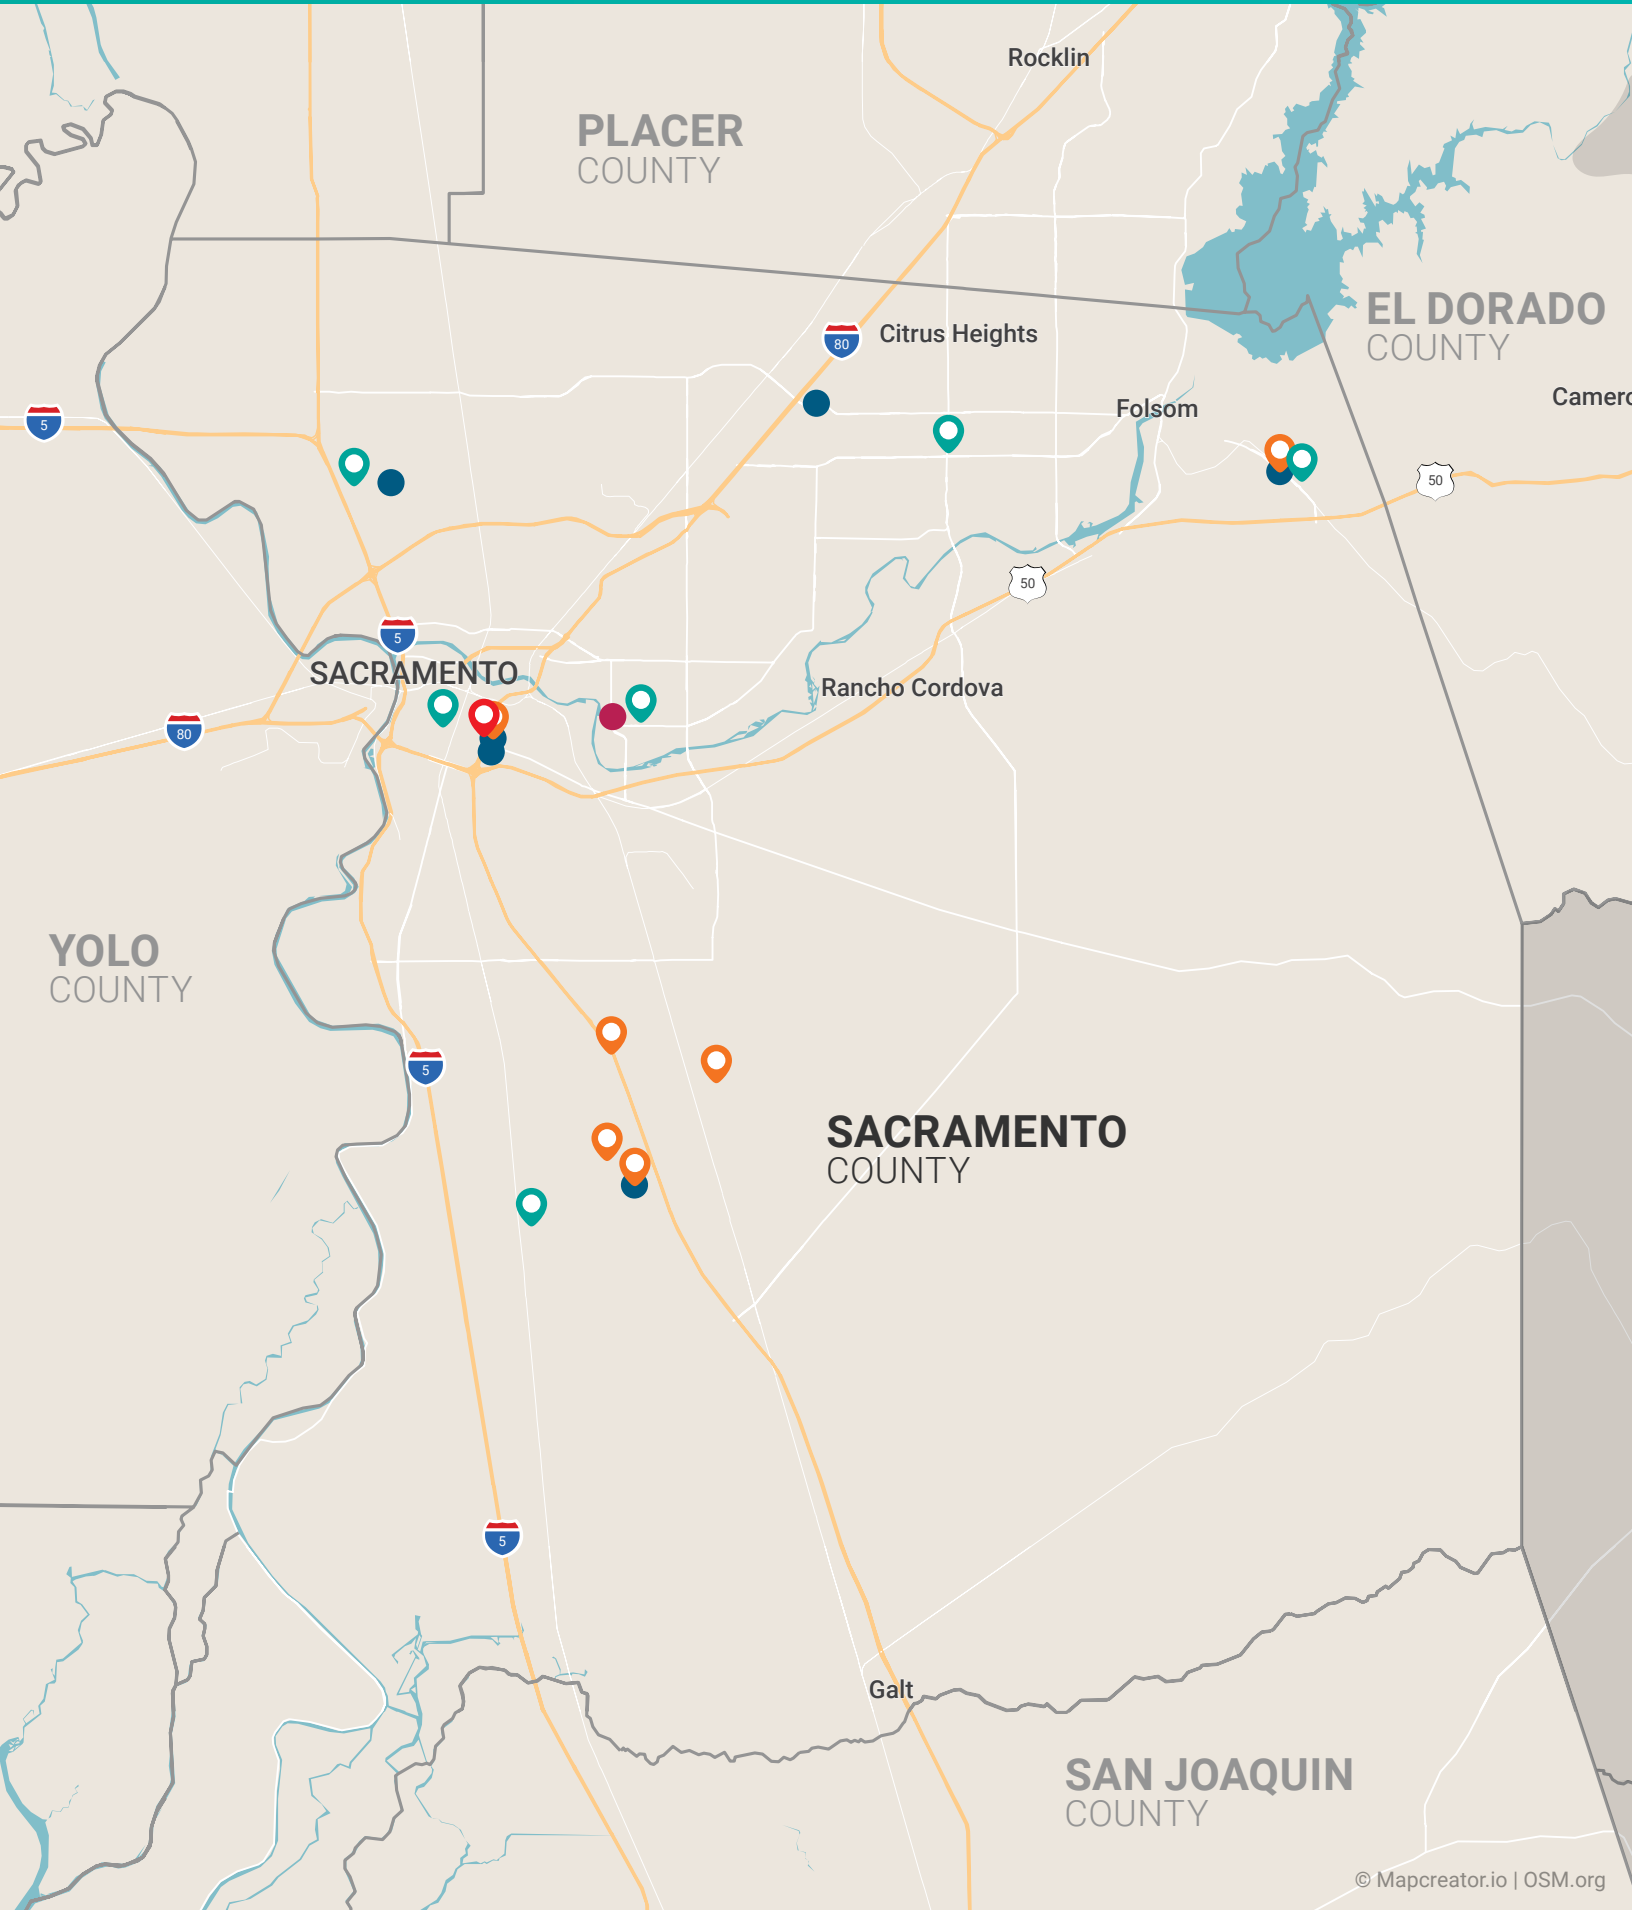 Rocklin
PLACER
COUNTY
EL DORADO
COUNTY
80
Citrus Heights
Camero
Folsom
5
50
50
5
SACRAMENTO
Rancho Cordova
80
YOLO
COUNTY
5
SACRAMENTO
COUNTY
5
Galt
SAN JOAQUIN
COUNTY
© Mapcreator.io | OSM.org